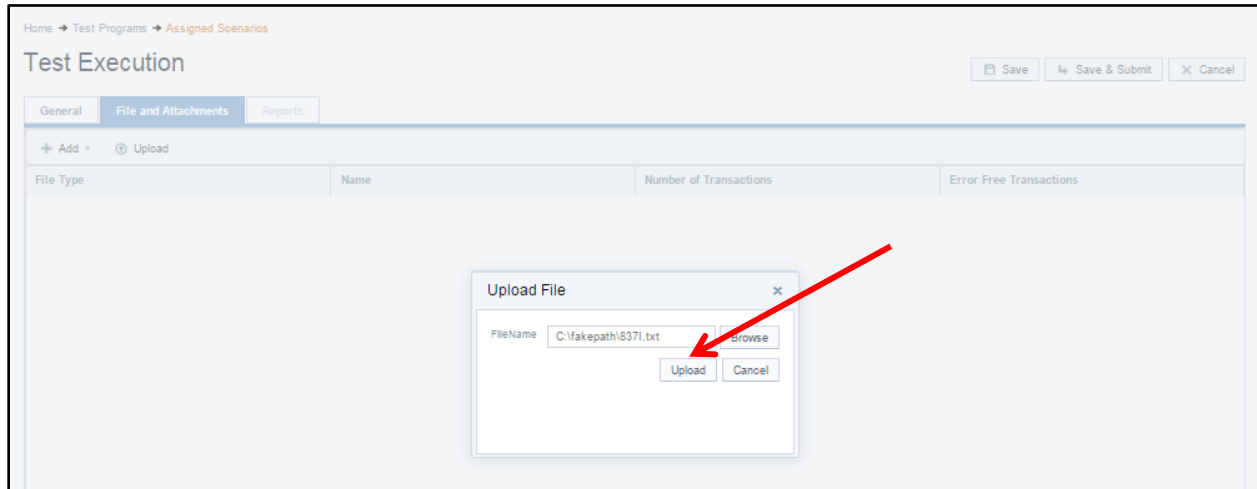 Home ➔ Test Programs ➔ Assigned Scenarios
Test Execution
Save Save & Submit Cancel
General File and Attachments Reports
Add Upload
File Type Name Number of Transactions Error Free Transactions
Upload File
FileName C:\fakepath\837I.txt Browse
Upload Cancel